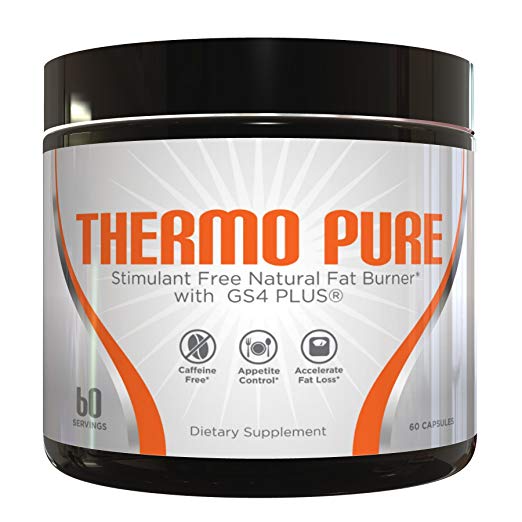 THERMO PURE
Stimulant Free Natural Fat Burner*
with GS4 PLUS®
Caffeine
Free*
Appetite
Control*
Accelerate
Fat Loss*
60
SERVINGS
60 CAPSULES
Dietary Supplement